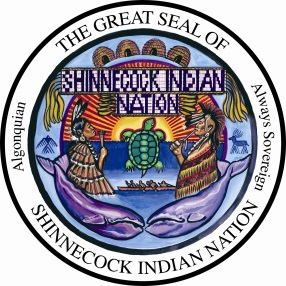 THE GREAT SEAL OF
SHINNECOCK INDIAN
NATION
Algonquian
Always Sovereign
SHINNECOCK INDIAN NATION